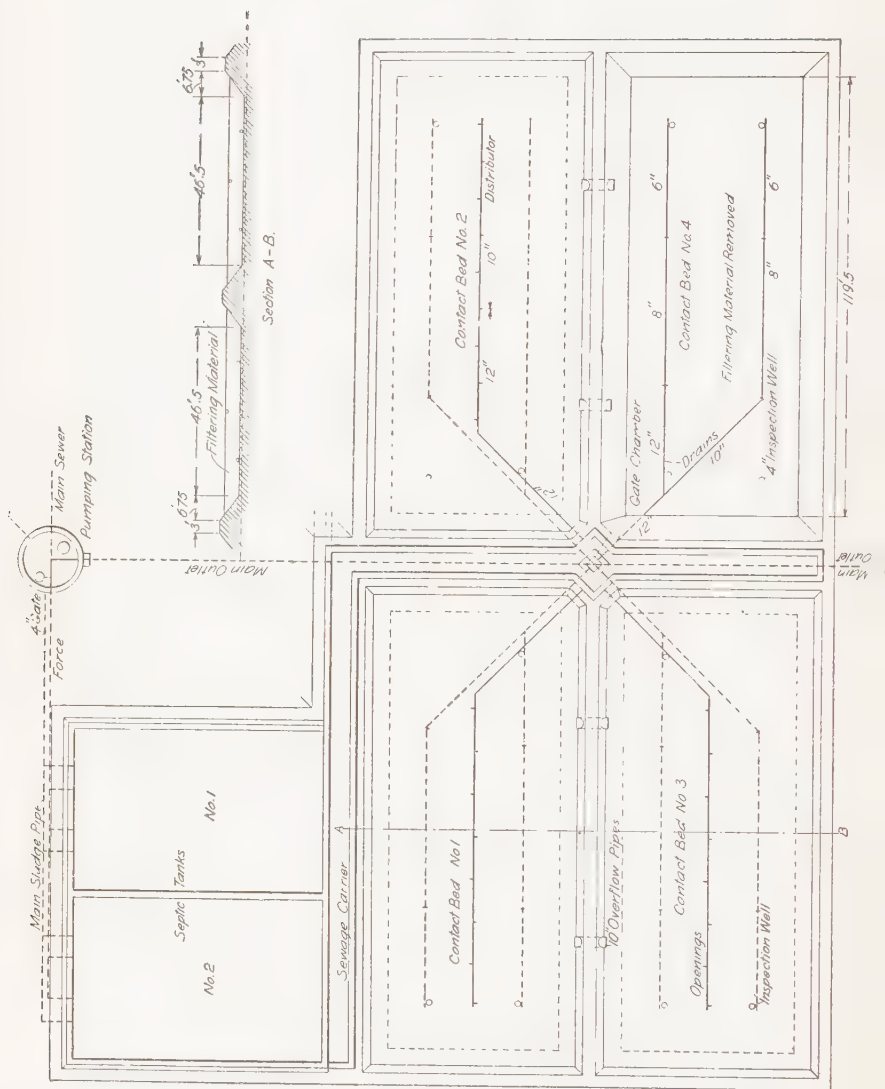 4" Gate
Main Sewer
Pumping Station
Force
Main Sludge Pipe
Main Outlet
Septic Tanks
No.1
No.2
Sewage Carrier
3'
6'.75
46'.5
Filtering Material
46'.5
6'.75
3'
Section A-B.
A
Contact Bed No.1
10" Overflow Pipes
Contact Bed No 3
Openings
Inspection Well
B
Contact Bed No.2
Distributor
12"
10"
12"
Gate Chamber
Contact Bed No.4
12"
8"
6"
Drains
10"
12"
Filtering Material Removed
4" Inspection Well
8"
6"
119'.5
Main
Outlet